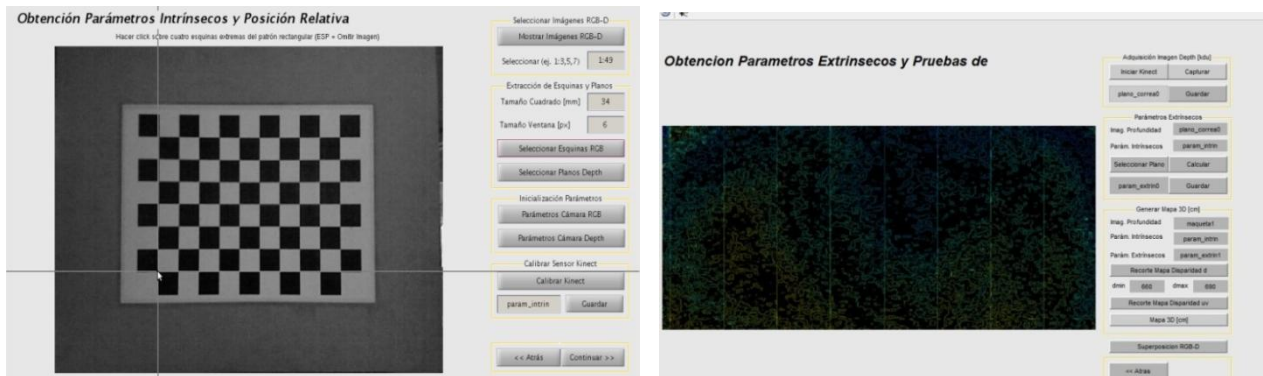 Obtención Parámetros Intrínsecos y Posición Relativa
Hacer click sobre cuatro esquinas extremas del patrón rectangular (ESP = Omitir Imagen)
Seleccionar Imágenes RGB-D
Mostrar Imágenes RGB-D
Seleccionar (ej. 1:3,5,7) 1:49
Extracción de Esquinas y Planos
Tamaño Cuadrado [mm] 34
Tamaño Ventana [px] 6
Seleccionar Esquinas RGB
Seleccionar Planos Depth
Inicialización Parámetros
Parámetros Cámara RGB
Parámetros Cámara Depth
Calibrar Sensor Kinect
Calibrar Kinect
param_intrin Guardar
<< Atrás Continuar >>
Obtencion Parametros Extrinsecos y Pruebas de
Adquisición Imagen Depth [kdu]
Iniciar Kinect Capturar
plano_correa0 Guardar
Parámetros Extrínsecos
Imag. Profundidad plano_correa0
Parám. Intrínsecos param_intrin
Seleccionar Plano Calcular
param_extrin0 Guardar
Generar Mapa 3D [cm]
Imag. Profundidad maqueta1
Parám. Intrínsecos param_intrin
Parám. Extrínsecos param_extrin1
Recorte Mapa Disparidad d
dmin 660 dmax 690
Recorte Mapa Disparidad uv
Mapa 3D [cm]
Superposicion RGB-D
<< Atras